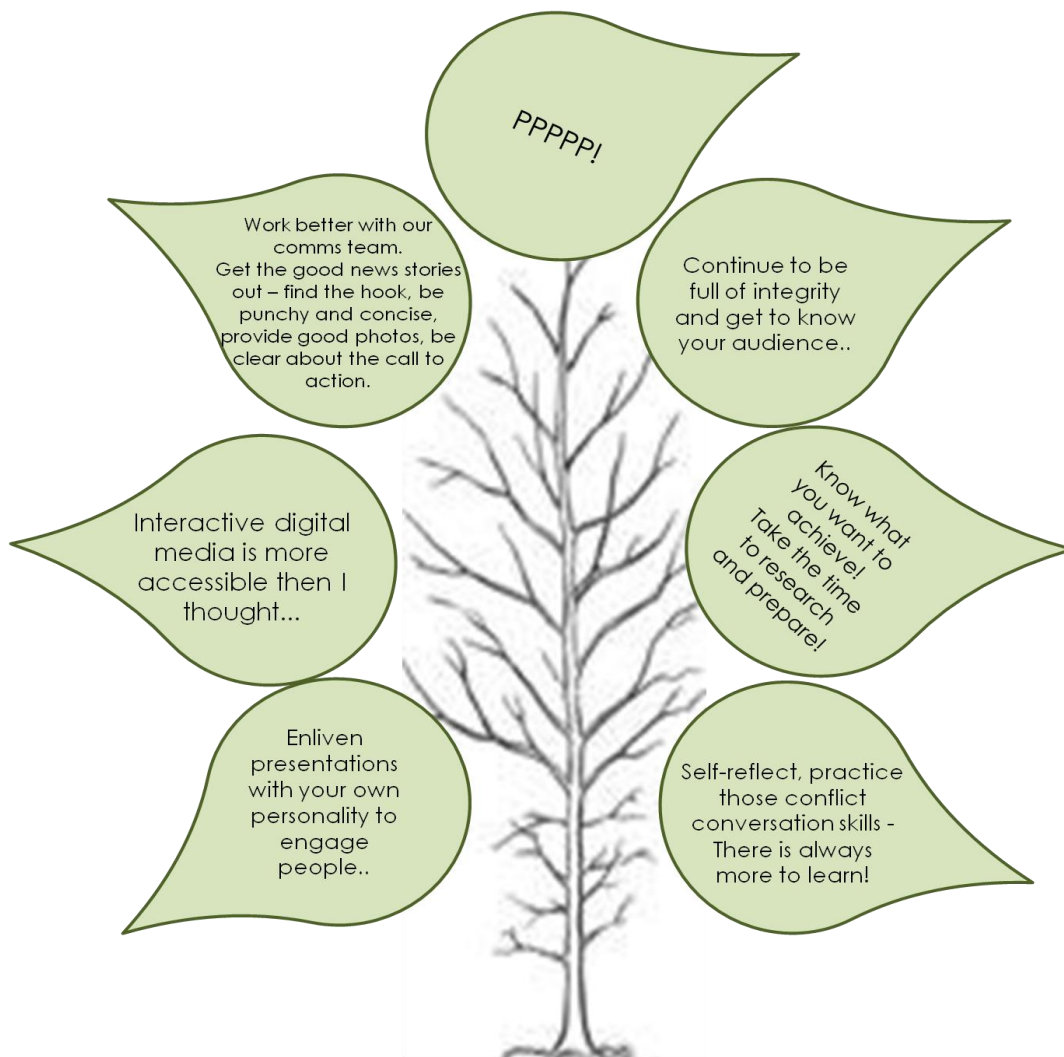 PPPPP!
Work better with our
comms team.
Get the good news stories
out – find the hook, be
punchy and concise,
provide good photos, be
clear about the call to
action.
Continue to be
full of integrity
and get to know
your audience..
Interactive digital
media is more
accessible then I
thought...
Know what
you want to
achieve!
Take the time
to research
and prepare!
Enliven
presentations
with your own
personality to
engage
people..
Self-reflect, practice
those conflict
conversation skills -
There is always
more to learn!